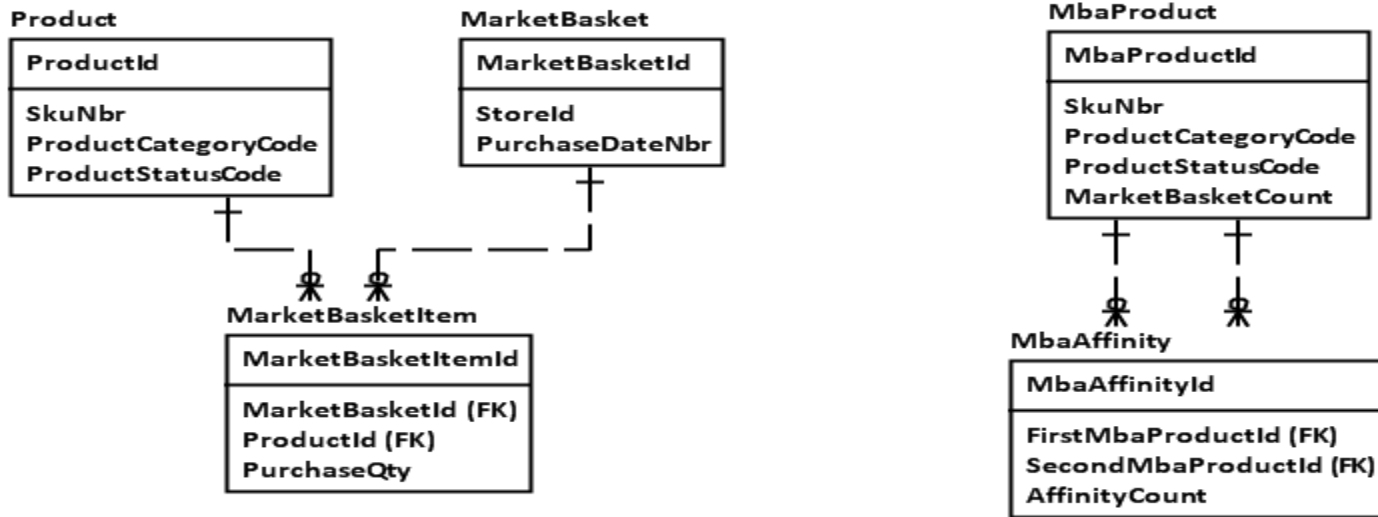 Product
ProductId
SkuNbr
ProductCategoryCode
ProductStatusCode
MarketBasket
MarketBasketId
StoreId
PurchaseDateNbr
MarketBasketItem
MarketBasketItemId
MarketBasketId (FK)
ProductId (FK)
PurchaseQty
MbaProduct
MbaProductId
SkuNbr
ProductCategoryCode
ProductStatusCode
MarketBasketCount
MbaAffinity
MbaAffinityId
FirstMbaProductId (FK)
SecondMbaProductId (FK)
AffinityCount